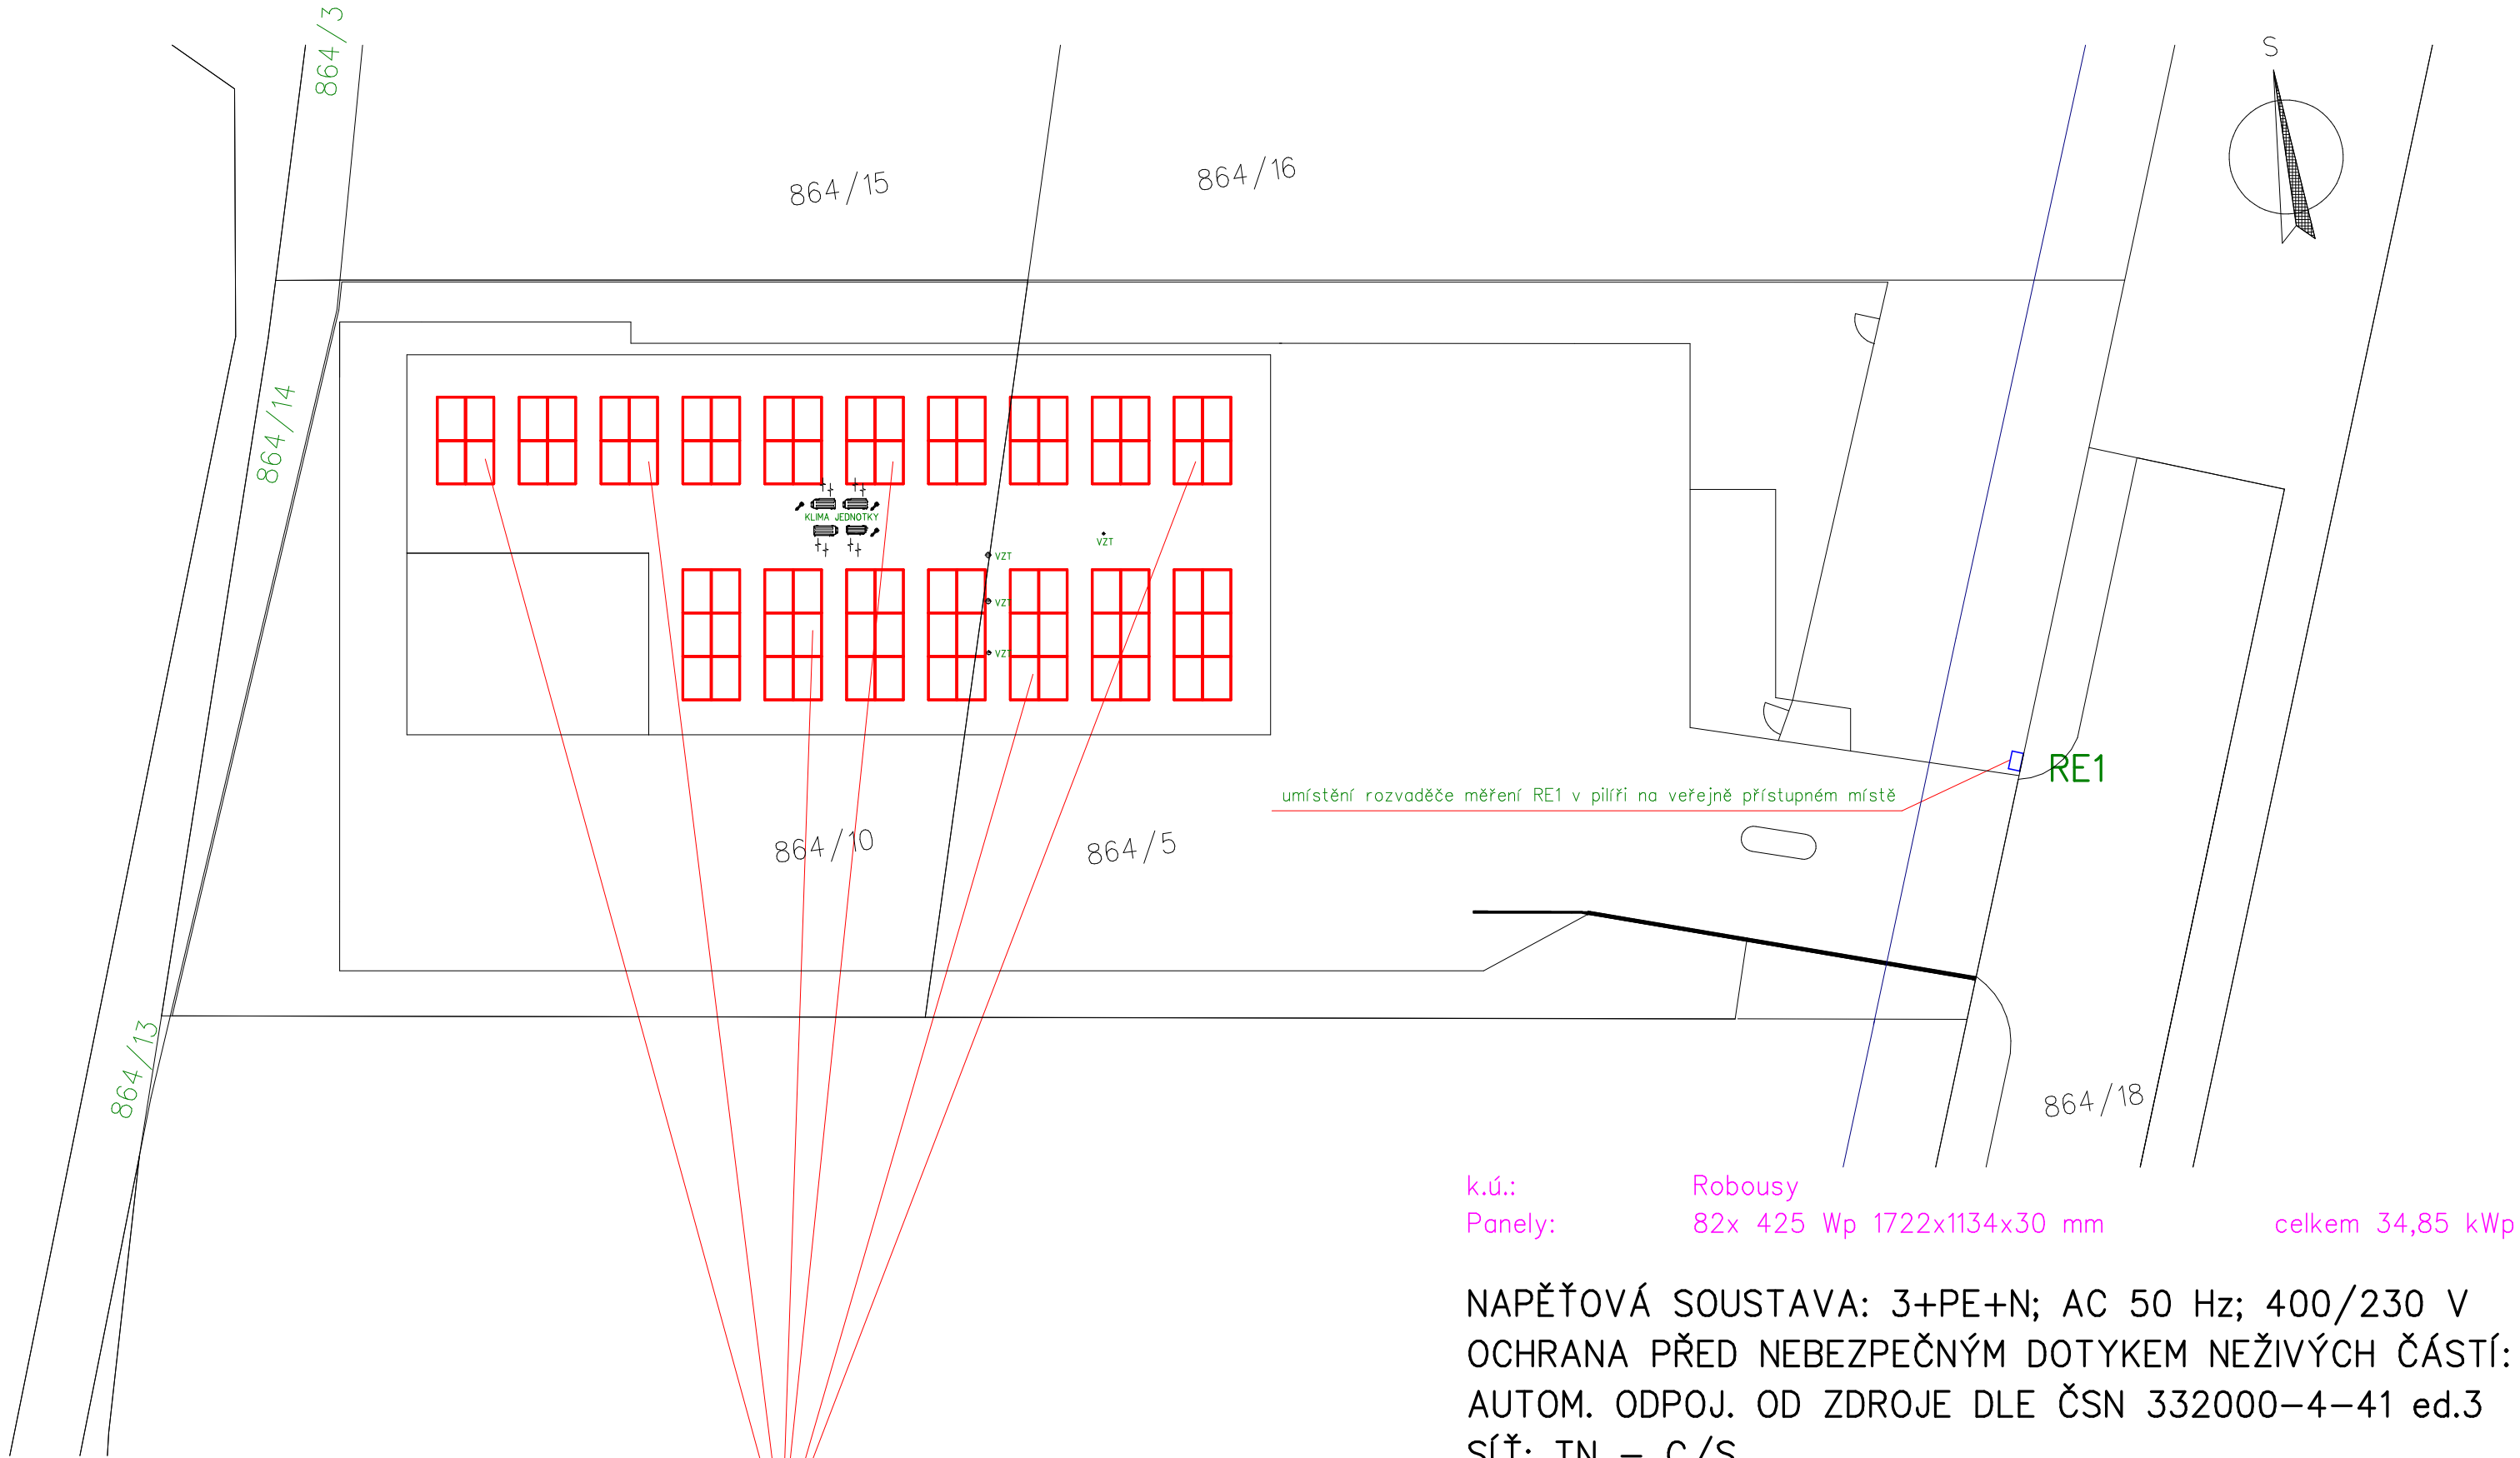 864/3
S
864/15
864/16
864/14
KLIMA JEDNOTKY
VZT
VZT
VZT
VZT
RE1
umístění rozvaděče měření RE1 v pilíři na veřejně přístupném místě
864/10
864/5
864/13
864/18
k.ú.: Robousy
Panely: 82x 425 Wp 1722x1134x30 mm celkem 34,85 kWp
NAPĚŤOVÁ SOUSTAVA: 3+PE+N; AC 50 Hz; 400/230 V
OCHRANA PŘED NEBEZPEČNÝM DOTYKEM NEŽIVÝCH ČÁSTÍ:
AUTOM. ODPOJ. OD ZDROJE DLE ČSN 332000-4-41 ed.3
SÍŤ: TN - C/S